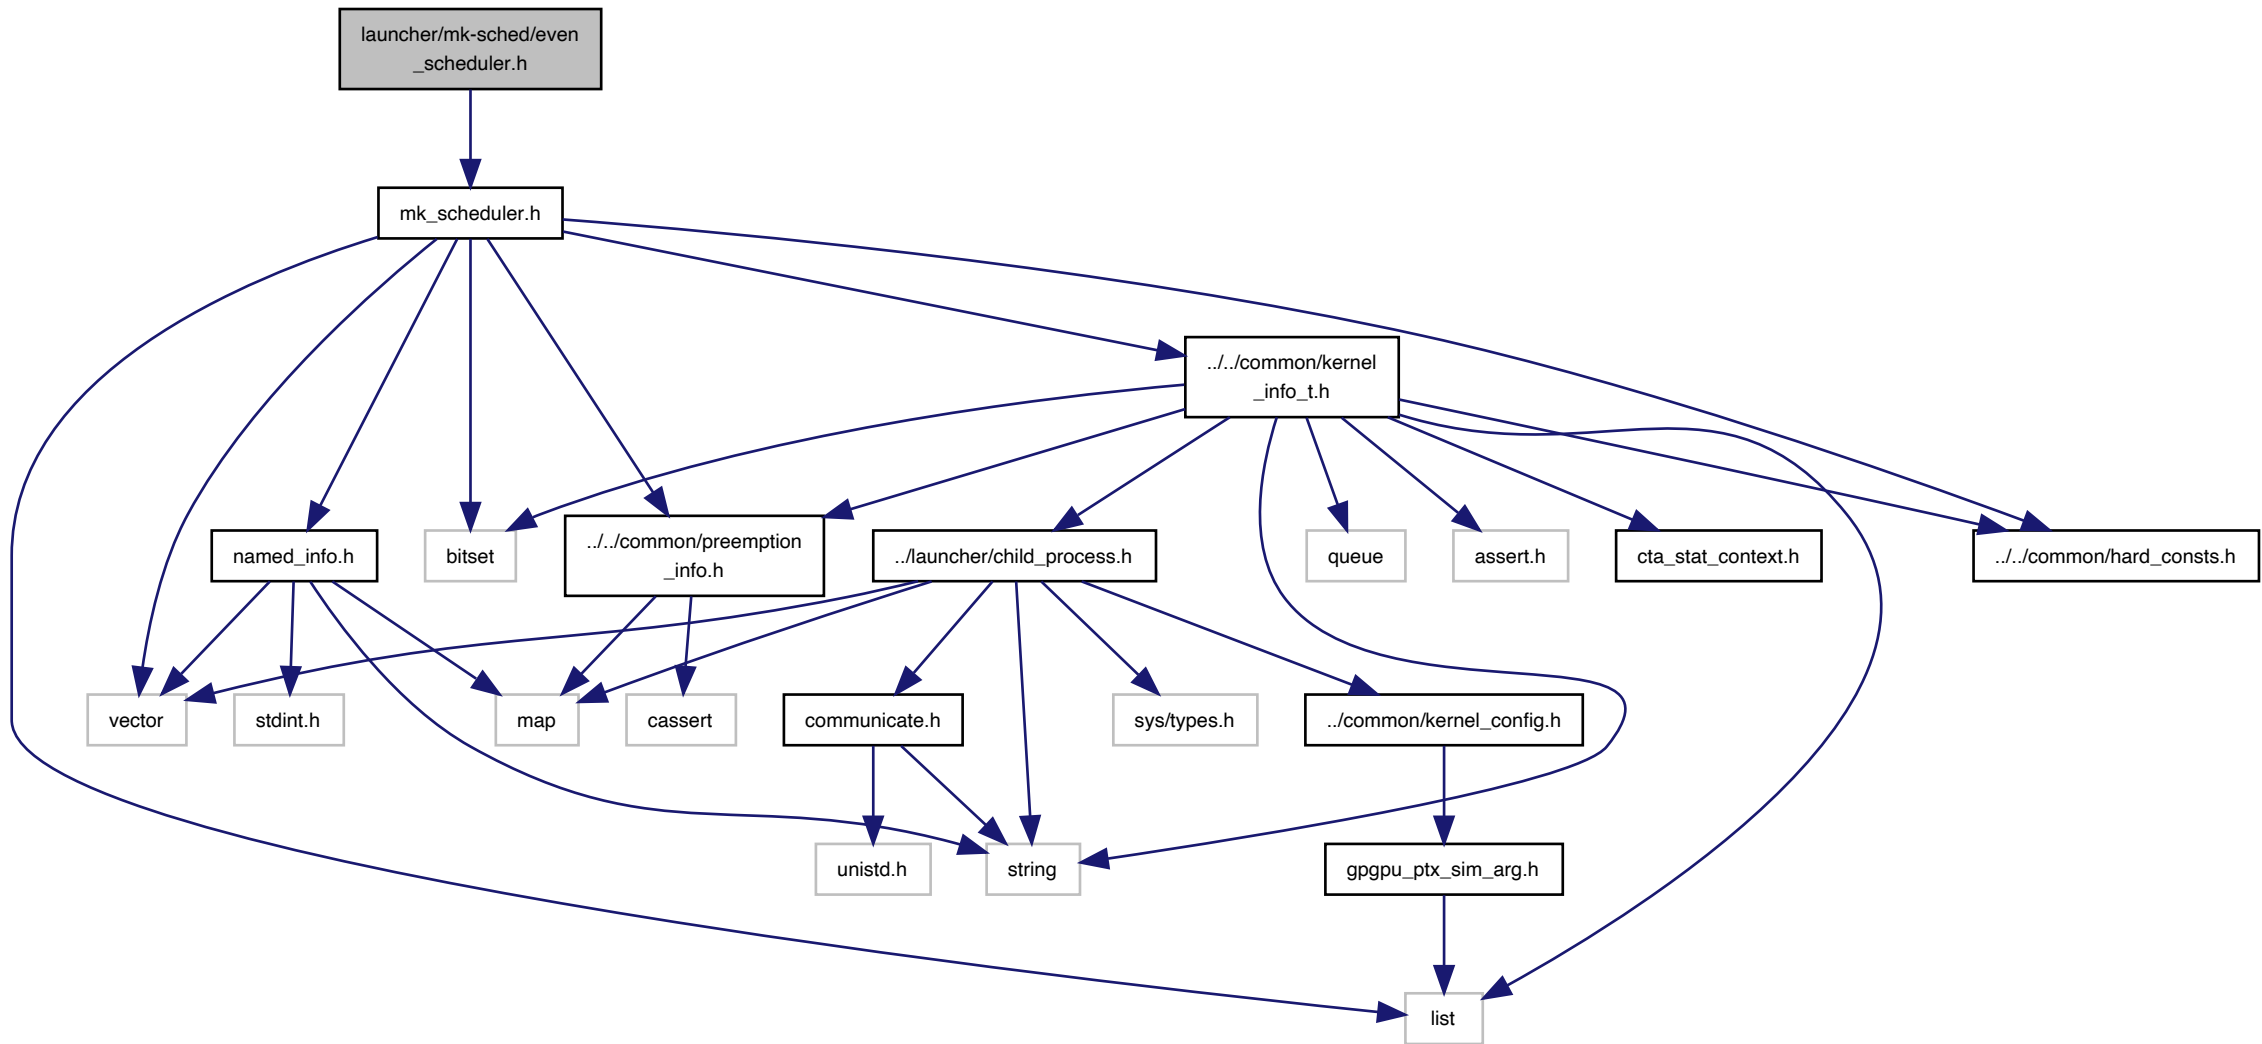 launcher/mk-sched/even
_scheduler.h
mk_scheduler.h
../../common/kernel
_info_t.h
named_info.h
bitset
../../common/preemption
_info.h
../launcher/child_process.h
queue
assert.h
cta_stat_context.h
../../common/hard_consts.h
vector
stdint.h
map
cassert
communicate.h
sys/types.h
../common/kernel_config.h
unistd.h
string
gpgpu_ptx_sim_arg.h
list